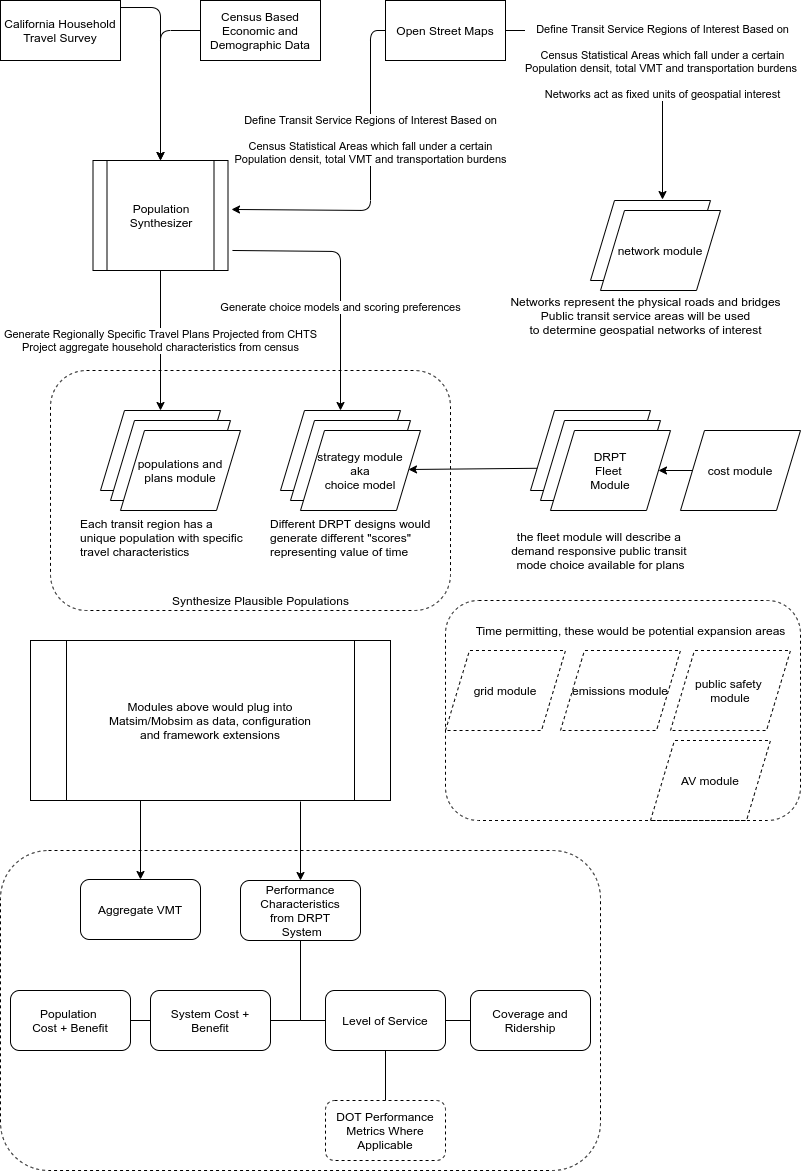 California Household
Travel Survey
Census Based
Economic and
Demographic Data
Open Street Maps
Define Transit Service Regions of Interest Based on
Census Statistical Areas which fall under a certain
Population densit, total VMT and transportation burdens
Networks act as fixed units of geospatial interest
Define Transit Service Regions of Interest Based on
Census Statistical Areas which fall under a certain
Population densit, total VMT and transportation burdens
Population
Synthesizer
network module
Networks represent the physical roads and bridges
Public transit service areas will be used
to determine geospatial networks of interest
Generate choice models and scoring preferences
Generate Regionally Specific Travel Plans Projected from CHTS
Project aggregate household characteristics from census
populations and
plans module
strategy module
aka
choice model
DRPT
Fleet
Module
cost module
Each transit region has a
unique population with specific
travel characteristics
Different DRPT designs would
generate different "scores"
representing value of time
the fleet module will describe a
demand responsive public transit
mode choice available for plans
Synthesize Plausible Populations
Time permitting, these would be potential expansion areas
grid module
emissions module
public safety
module
AV module
Modules above would plug into
Matsim/Mobsim as data, configuration
and framework extensions
Aggregate VMT
Performance
Characteristics
from DRPT
System
Population
Cost + Benefit
System Cost +
Benefit
Level of Service
Coverage and
Ridership
DOT Performance
Metrics Where
Applicable